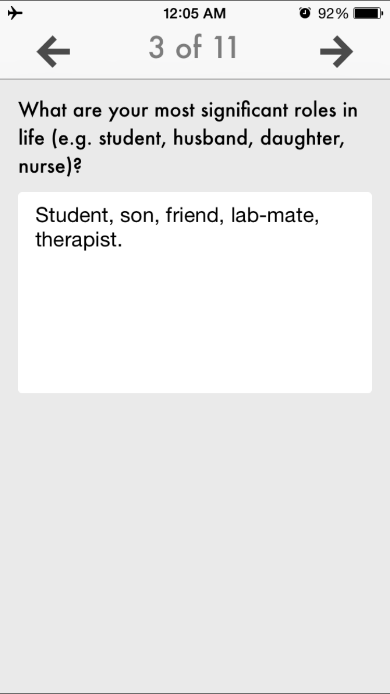 12:05 AM
92%
3 of 11
What are your most significant roles in
life (e.g. student, husband, daughter,
nurse)?
Student, son, friend, lab-mate,
therapist.